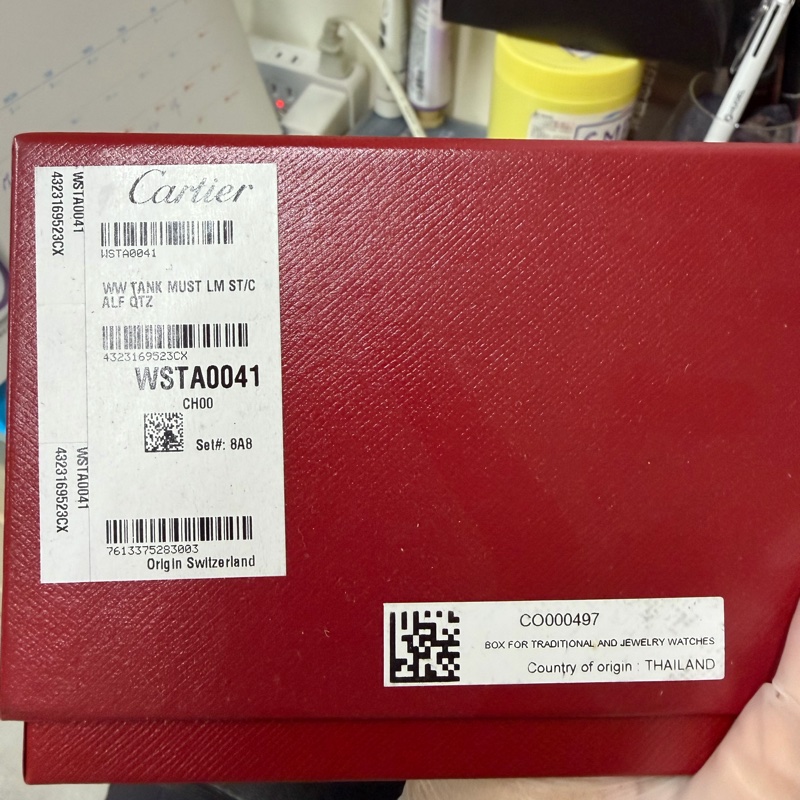 Cartier
WSTA0041
WW TANK MUST LM ST/C
ALF QTZ
4323169523CX
WSTA0041
CH00
Set#: 8A8
7613375283003
Origin Switzerland
WSTA0041
4323169523CX
WSTA0041
4323169523CX
CO000497
BOX FOR TRADITIONAL AND JEWELRY WATCHES
Country of origin : THAILAND